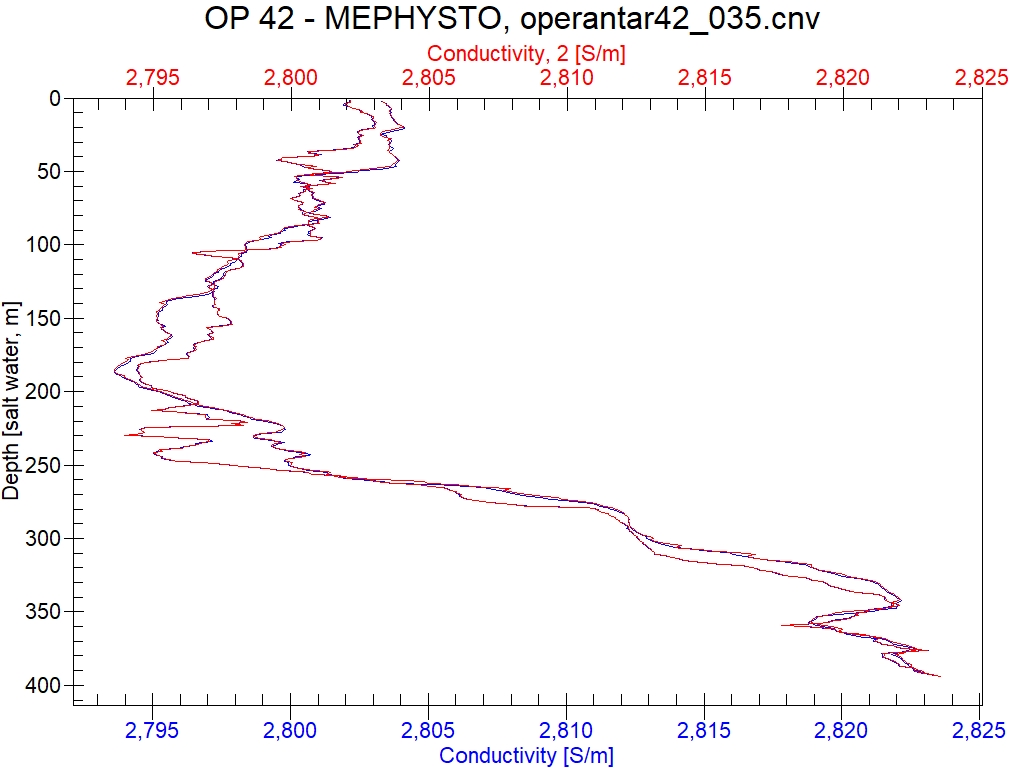 OP 42 - MEPHYSTO, operantar42_035.cnv
Conductivity, 2 [S/m]
2,795 2,800 2,805 2,810 2,815 2,820 2,825
0
50
100
150
200
250
300
350
400
Depth [salt water, m]
2,795 2,800 2,805 2,810 2,815 2,820 2,825
Conductivity [S/m]